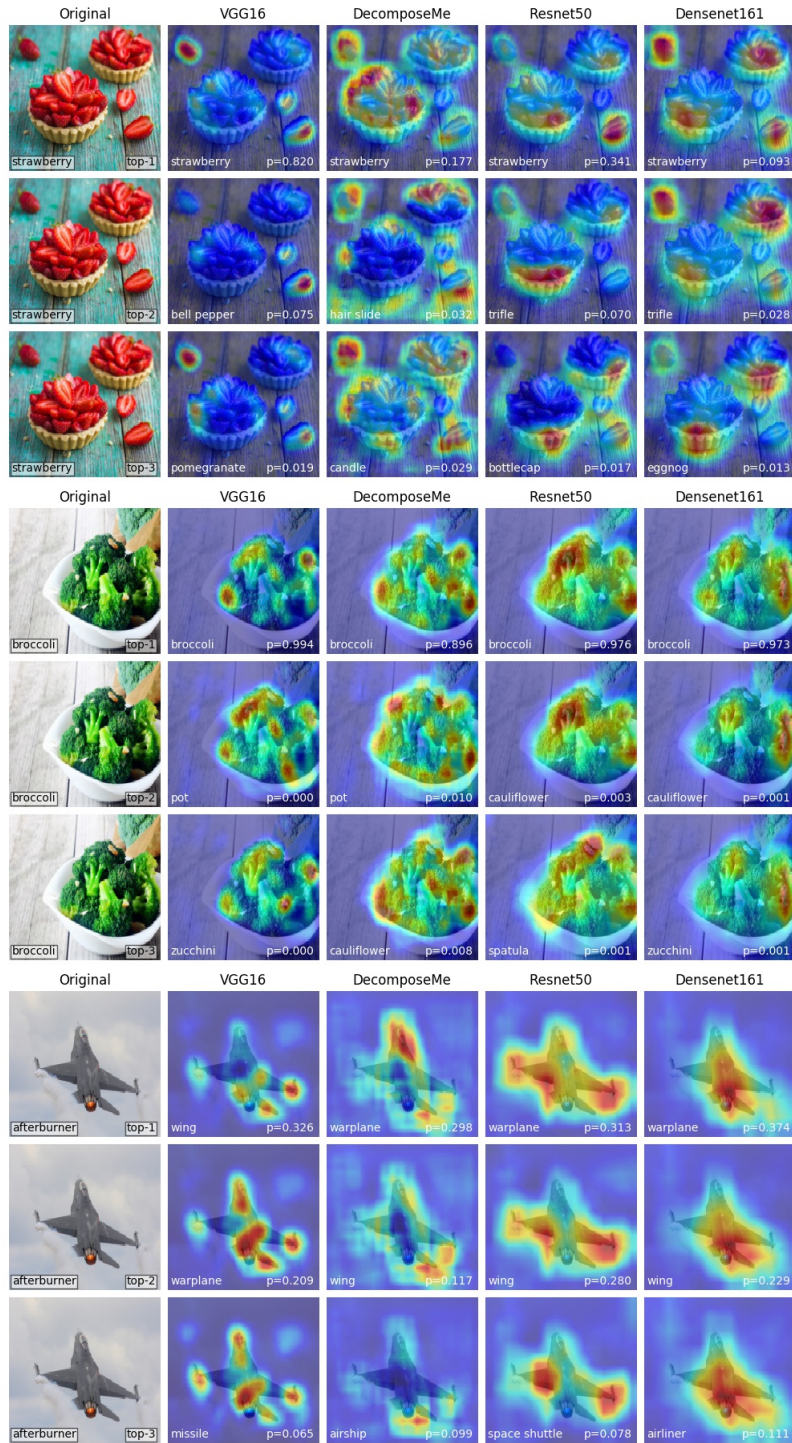 Original VGG16 DecomposeMe Resnet50 Densenet161
strawberry top-1 strawberry p=0.820 strawberry p=0.177 strawberry p=0.341 strawberry p=0.093
strawberry top-2 bell pepper p=0.075 hair slide p=0.032 trifle p=0.070 trifle p=0.028
strawberry top-3 pomegranate p=0.019 candle p=0.029 bottlecap p=0.017 eggnog p=0.013
Original VGG16 DecomposeMe Resnet50 Densenet161
broccoli top-1 broccoli p=0.994 broccoli p=0.896 broccoli p=0.976 broccoli p=0.973
broccoli top-2 pot p=0.000 pot p=0.010 cauliflower p=0.003 cauliflower p=0.001
broccoli top-3 zucchini p=0.000 cauliflower p=0.008 spatula p=0.001 zucchini p=0.001
Original VGG16 DecomposeMe Resnet50 Densenet161
afterburner top-1 wing p=0.326 warplane p=0.298 warplane p=0.313 warplane p=0.374
afterburner top-2 warplane p=0.209 wing p=0.117 wing p=0.280 wing p=0.229
afterburner top-3 missile p=0.065 airship p=0.099 space shuttle p=0.078 airliner p=0.111